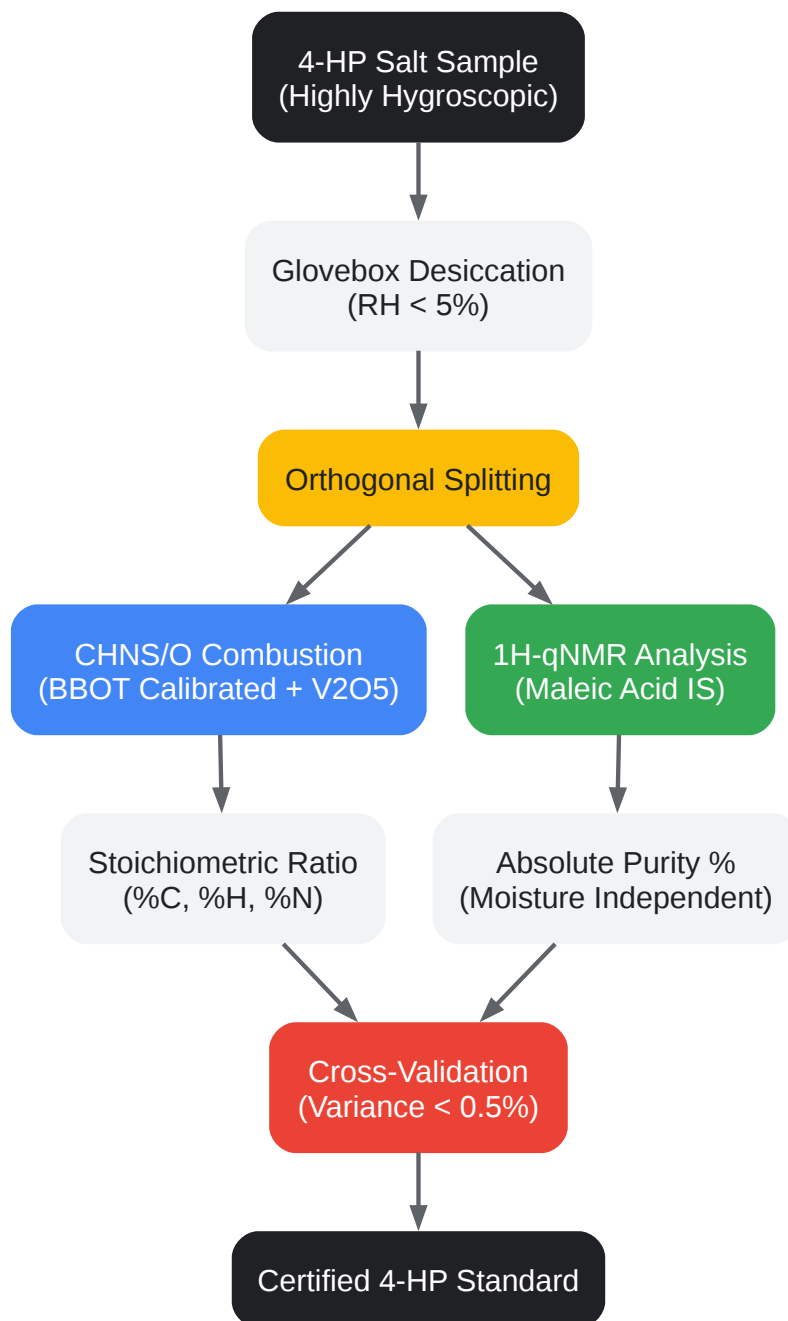 4-HP Salt Sample
(Highly Hygroscopic)
Glovebox Desiccation
(RH < 5%)
Orthogonal Splitting
CHNS/O Combustion
(BBOT Calibrated + V2O5)
1H-qNMR Analysis
(Maleic Acid IS)
Stoichiometric Ratio
(%C, %H, %N)
Absolute Purity %
(Moisture Independent)
Cross-Validation
(Variance < 0.5%)
Certified 4-HP Standard